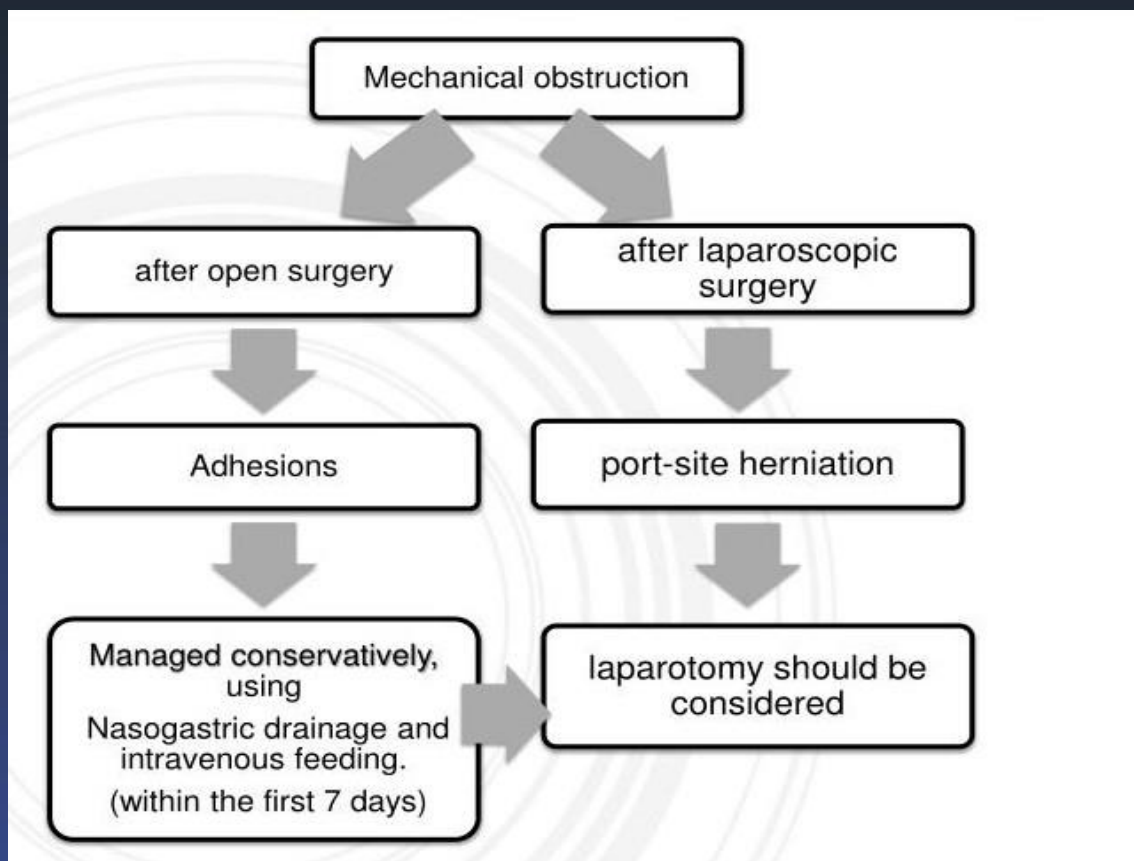 Mechanical obstruction
after open surgery
after laparoscopic
surgery
Adhesions
port-site herniation
Managed conservatively,
using
Nasogastric drainage and
intravenous feeding.
(within the first 7 days)
laparotomy should be
considered